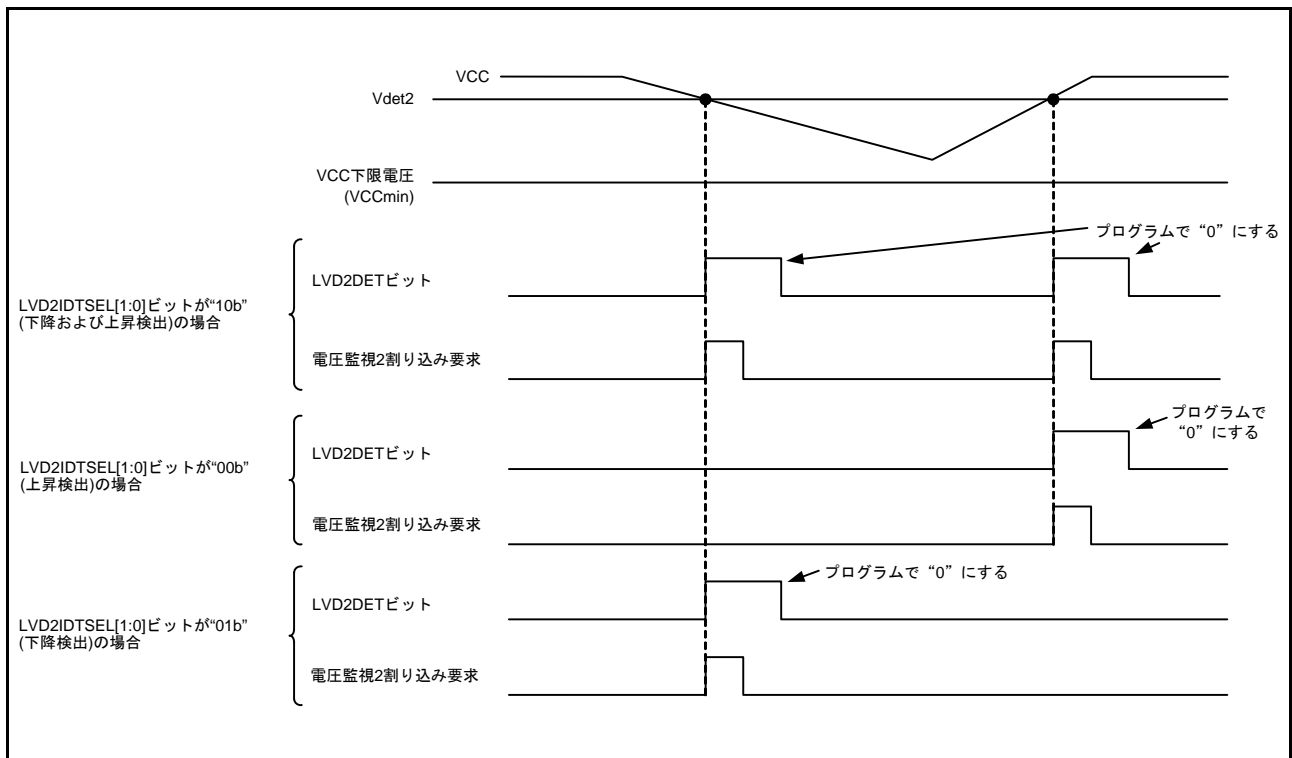 VCC
Vdet2
VCC下限電圧
(VCCmin)
プログラムで “0” にする
LVD2IDTSEL[1:0]ビットが“10b”
(下降および上昇検出)の場合
LVD2DETビット
電圧監視2割り込み要求
プログラムで
“0” にする
LVD2IDTSEL[1:0]ビットが“00b”
(上昇検出)の場合
LVD2DETビット
電圧監視2割り込み要求
プログラムで “0” にする
LVD2IDTSEL[1:0]ビットが“01b”
(下降検出)の場合
LVD2DETビット
電圧監視2割り込み要求